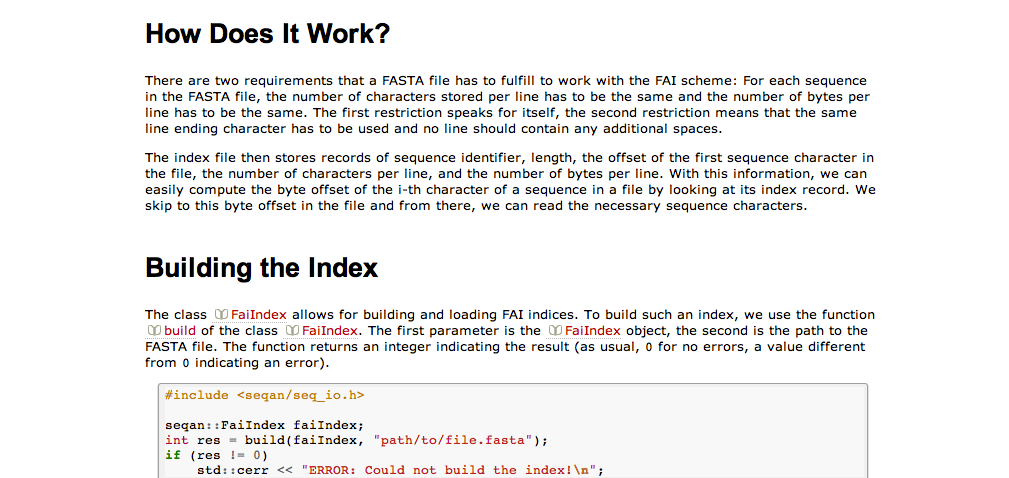 How Does It Work?
There are two requirements that a FASTA file has to fulfill to work with the FAI scheme: For each sequence
in the FASTA file, the number of characters stored per line has to be the same and the number of bytes per
line has to be the same. The first restriction speaks for itself, the second restriction means that the same
line ending character has to be used and no line should contain any additional spaces.
The index file then stores records of sequence identifier, length, the offset of the first sequence character in
the file, the number of characters per line, and the number of bytes per line. With this information, we can
easily compute the byte offset of the i-th character of a sequence in a file by looking at its index record. We
skip to this byte offset in the file and from there, we can read the necessary sequence characters.
Building the Index
The class FaiIndex allows for building and loading FAI indices. To build such an index, we use the function
build of the class FaiIndex. The first parameter is the FaiIndex object, the second is the path to the
FASTA file. The function returns an integer indicating the result (as usual, 0 for no errors, a value different
from 0 indicating an error).
#include <seqan/seq_io.h>
seqan::FaiIndex faiIndex;
int res = build(faiIndex, "path/to/file.fasta");
if (res != 0)
    std::cerr << "ERROR: Could not build the index!\n";